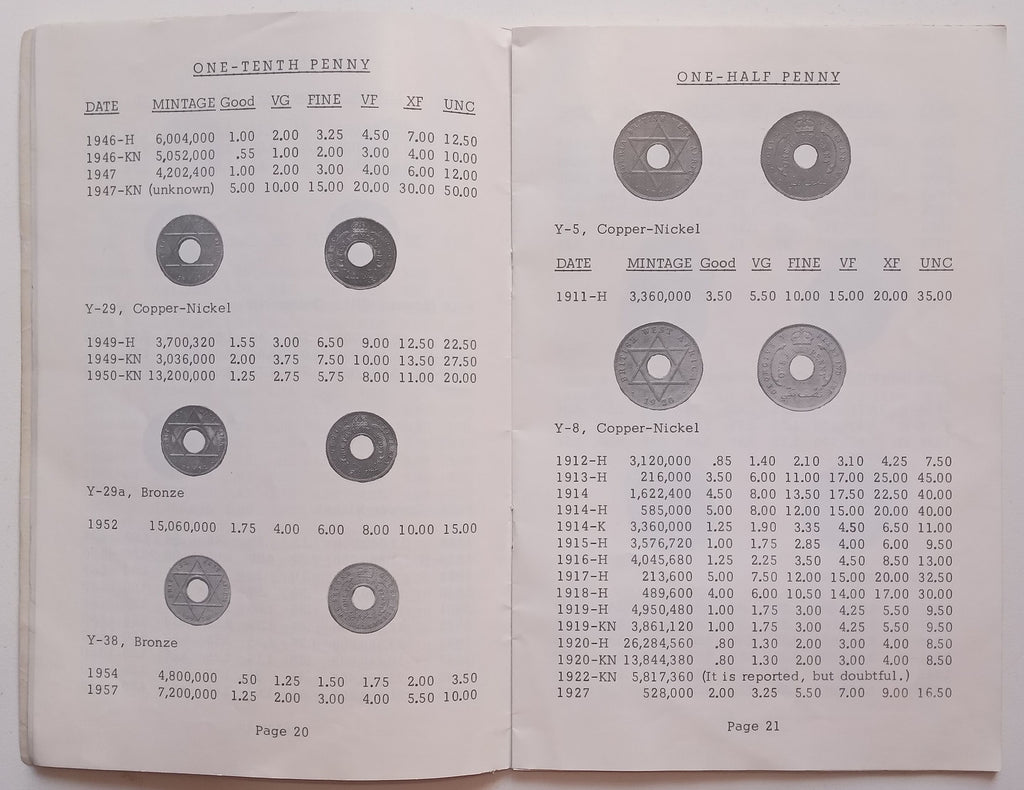 ONE-TENTH PENNY
DATE MINTAGE Good VG FINE VF XF UNC
1946-H 6,004,000 1.00 2.00 3.25 4.50 7.00 12.50
1946-KN 5,052,000 .55 1.00 2.00 3.00 4.00 10.00
1947 4,202,400 1.00 2.00 3.00 4.00 6.00 12.00
1947-KN (unknown) 5.00 10.00 15.00 20.00 30.00 50.00
Y-29, Copper-Nickel
1949-H 3,700,320 1.55 3.00 6.50 9.00 12.50 22.50
1949-KN 3,036,000 2.00 3.75 7.50 10.00 13.50 27.50
1950-KN 13,200,000 1.25 2.75 5.75 8.00 11.00 20.00
Y-29a, Bronze
1952 15,060,000 1.75 4.00 6.00 8.00 10.00 15.00
Y-38, Bronze
1954 4,800,000 .50 1.25 1.50 1.75 2.00 3.50
1957 7,200,000 1.25 2.00 3.00 4.00 5.50 10.00
Page 20
ONE-HALF PENNY
Y-5, Copper-Nickel
DATE MINTAGE Good VG FINE VF XF UNC
1911-H 3,360,000 3.50 5.50 10.00 15.00 20.00 35.00
BRITISH WEST AFRICA
1920
Y-8, Copper-Nickel
1912-H 3,120,000 .85 1.40 2.10 3.10 4.25 7.50
1913-H 216,000 3.50 6.00 11.00 17.00 25.00 45.00
1914 1,622,400 4.50 8.00 13.50 17.50 22.50 40.00
1914-H 585,000 5.00 8.00 12.00 15.00 20.00 40.00
1914-K 3,360,000 1.25 1.90 3.35 4.50 6.50 11.00
1915-H 3,576,720 1.00 1.75 2.85 4.00 6.00 9.50
1916-H 4,045,680 1.25 2.25 3.50 4.50 8.50 13.00
1917-H 213,600 5.00 7.50 12.00 15.00 20.00 32.50
1918-H 489,600 4.00 6.00 10.50 14.00 17.00 30.00
1919-H 4,950,480 1.00 1.75 3.00 4.25 5.50 9.50
1919-KN 3,861,120 1.00 1.75 3.00 4.25 5.50 9.50
1920-H 26,284,560 .80 1.30 2.00 3.00 4.00 8.50
1920-KN 13,844,380 .80 1.30 2.00 3.00 4.00 8.50
1922-KN 5,817,360 (It is reported, but doubtful.)
1927 528,000 2.00 3.25 5.50 7.00 9.00 16.50
Page 21